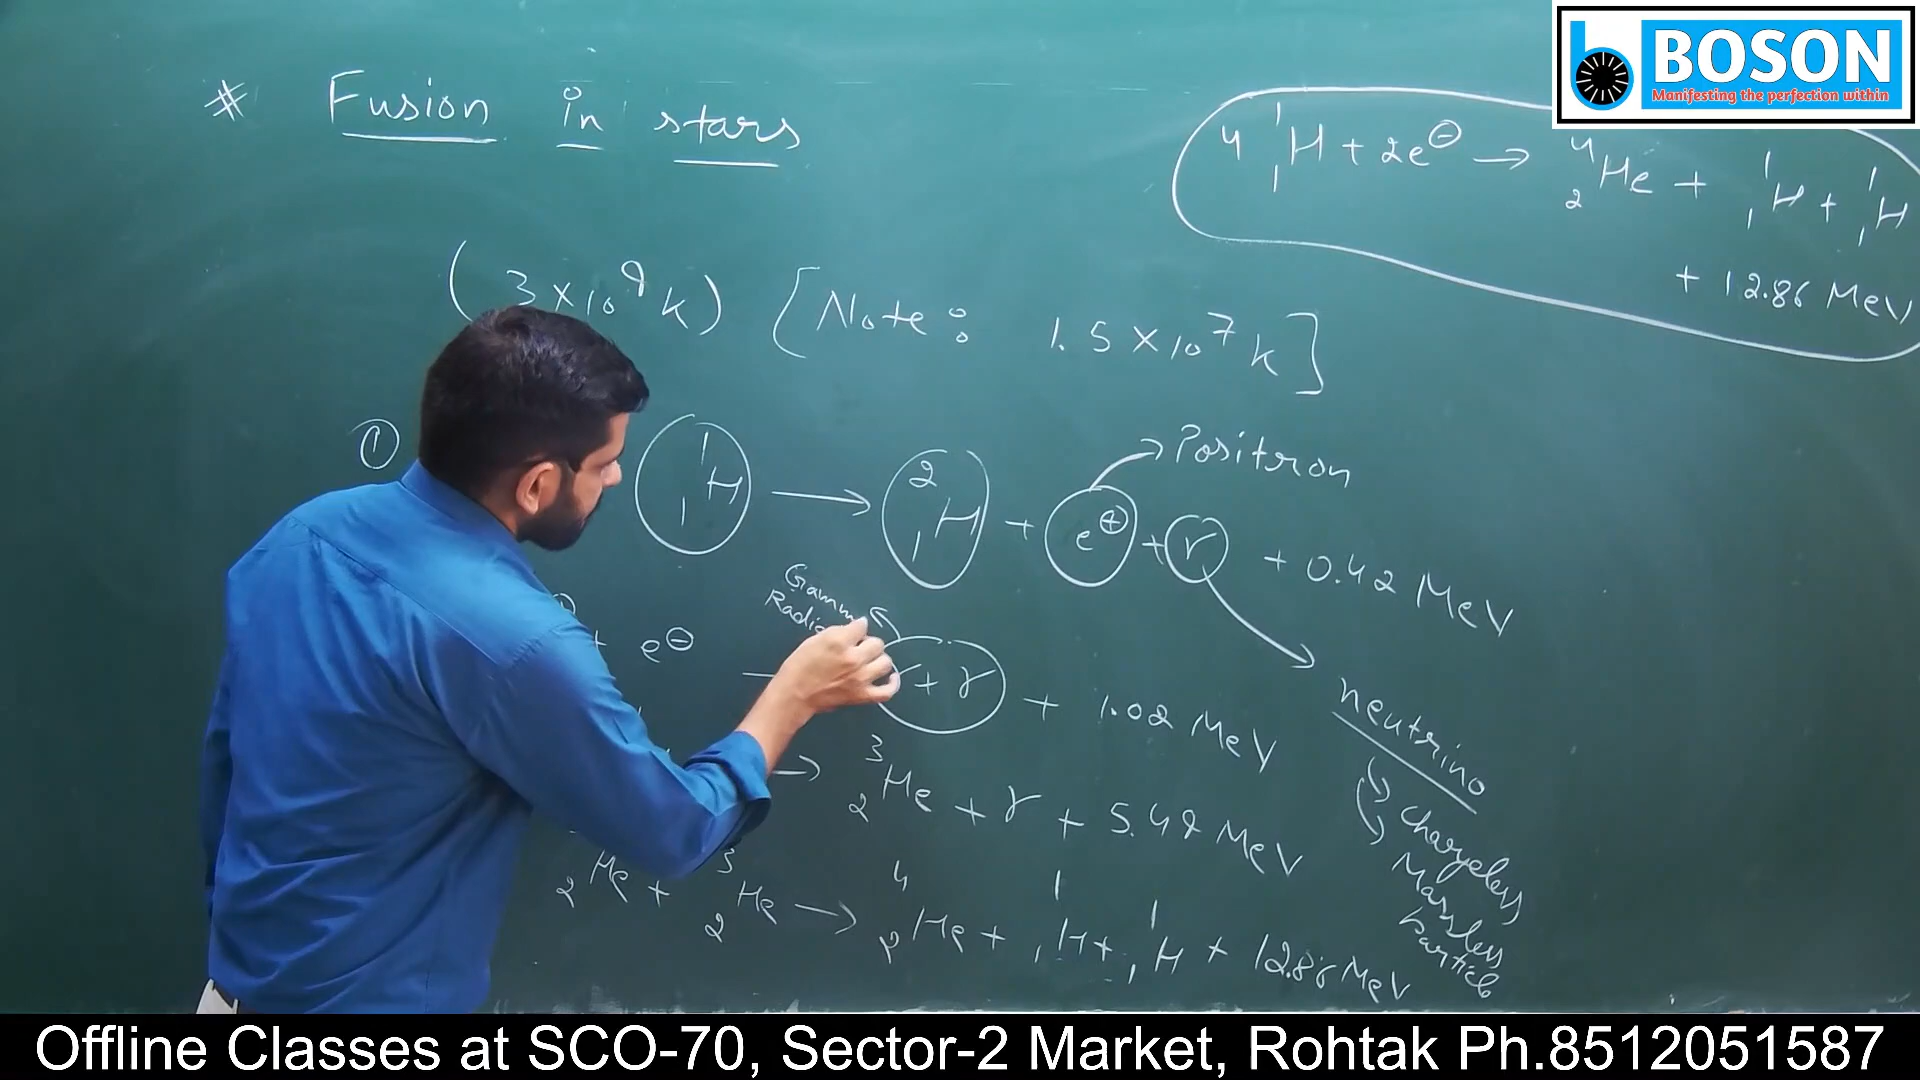 BOSON
Manifesting the perfection within
* Fusion in stars
4 ¹₁H + 2e⊖ → ⁴₂He + ¹₁H + ¹₁H
+ 12.86 MeV
(3×10⁹ K) [Note: 1.5×10⁷ K]
① ¹₁H → ²₁H + e⊕ + ν + 0.42 MeV
Positron
Gamm
Radi
+ e⊖ + γ + 1.02 MeV
neutrino
→ ³₂He + γ + 5.49 MeV
Chargeless
Massless
particle
₂He + ³₂He → ⁴₂He + ¹₁H + ¹₁H + 12.86 MeV
Offline Classes at SCO-70, Sector-2 Market, Rohtak Ph.8512051587